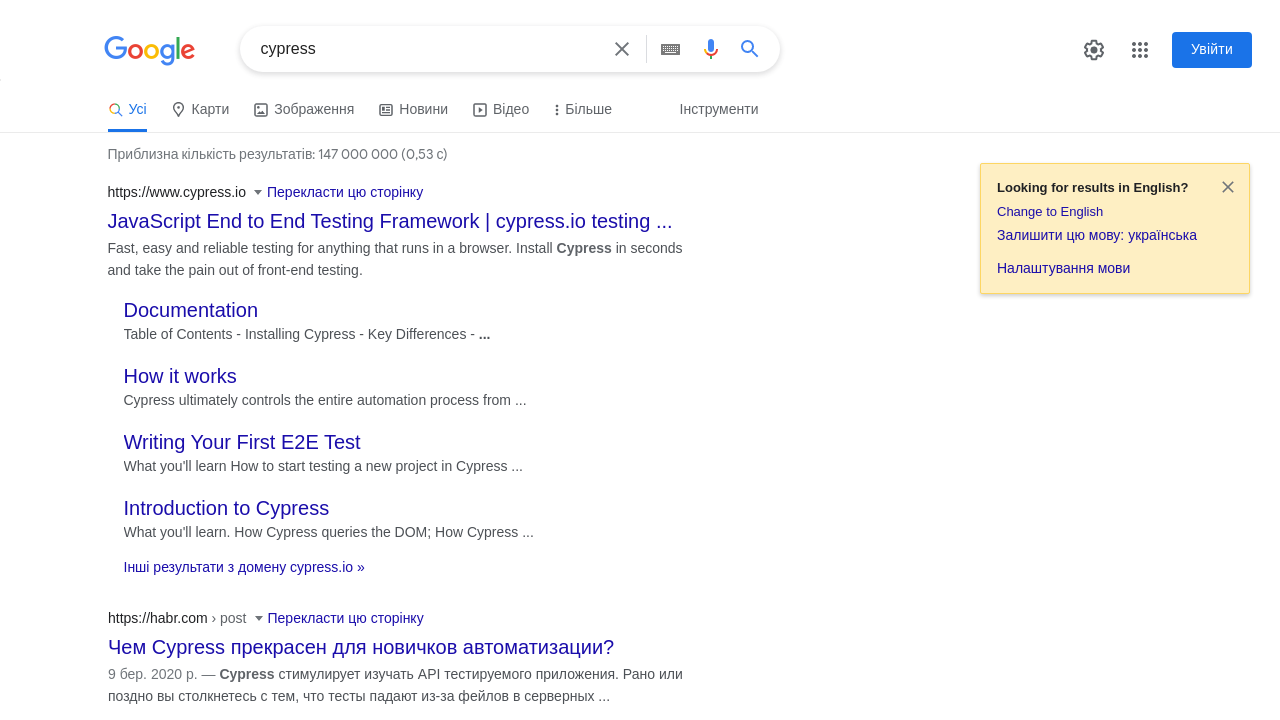 Google
cypress
Увійти
Усі
Карти
Зображення
Новини
Відео
Більше
Інструменти
Приблизна кількість результатів: 147 000 000 (0,53 с)
https://www.cypress.io Перекласти цю сторінку
JavaScript End to End Testing Framework | cypress.io testing ...
Fast, easy and reliable testing for anything that runs in a browser. Install Cypress in seconds
and take the pain out of front-end testing.
Documentation
Table of Contents - Installing Cypress - Key Differences - ...
How it works
Cypress ultimately controls the entire automation process from ...
Writing Your First E2E Test
What you'll learn How to start testing a new project in Cypress ...
Introduction to Cypress
What you'll learn. How Cypress queries the DOM; How Cypress ...
Інші результати з домену cypress.io »
https://habr.com › post Перекласти цю сторінку
Чем Cypress прекрасен для новичков автоматизации?
9 бер. 2020 р. — Cypress стимулирует изучать API тестируемого приложения. Рано или
поздно вы столкнетесь с тем, что тесты падают из-за фейлов в серверных ...
Looking for results in English?
Change to English
Залишити цю мову: українська
Налаштування мови